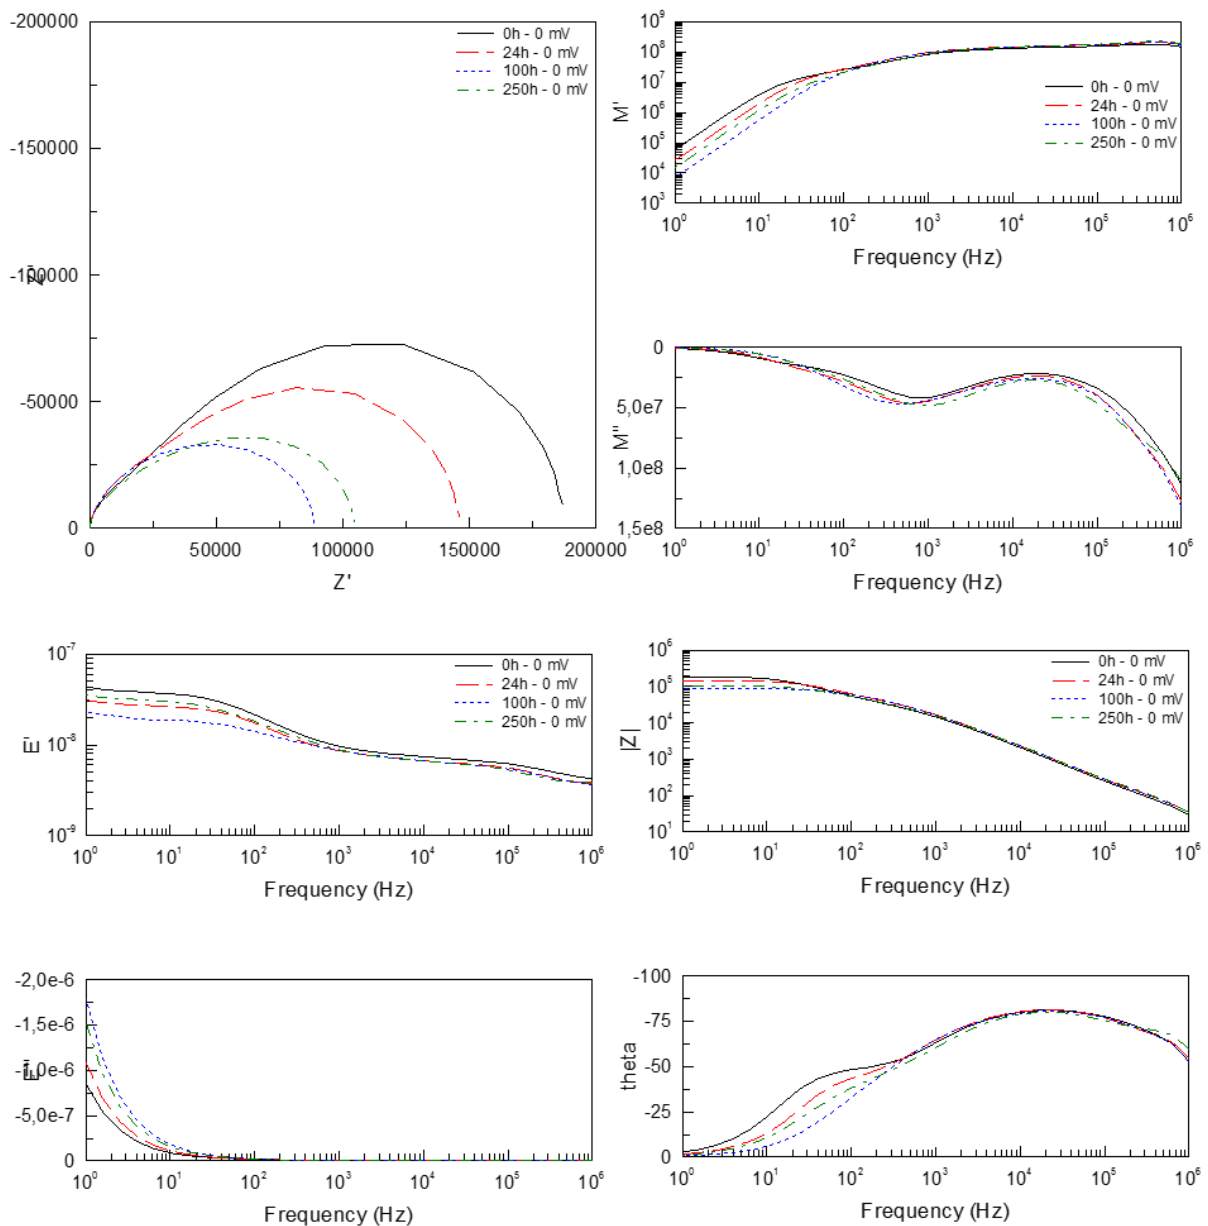 -200000
-150000
-100000
-50000
0
Z''
0 50000 100000 150000 200000
Z'
0h - 0 mV
24h - 0 mV
100h - 0 mV
250h - 0 mV
10^9
10^8
10^7
10^6
10^5
10^4
10^3
M'
0h - 0 mV
24h - 0 mV
100h - 0 mV
250h - 0 mV
10^0 10^1 10^2 10^3 10^4 10^5 10^6
Frequency (Hz)
0
5,0e7
1,0e8
1,5e8
M''
10^0 10^1 10^2 10^3 10^4 10^5 10^6
Frequency (Hz)
10^-7
10^-8
10^-9
E'
0h - 0 mV
24h - 0 mV
100h - 0 mV
250h - 0 mV
10^0 10^1 10^2 10^3 10^4 10^5 10^6
Frequency (Hz)
10^6
10^5
10^4
10^3
10^2
10^1
|Z|
0h - 0 mV
24h - 0 mV
100h - 0 mV
250h - 0 mV
10^0 10^1 10^2 10^3 10^4 10^5 10^6
Frequency (Hz)
-2,0e-6
-1,5e-6
-1,0e-6
-5,0e-7
0
E''
10^0 10^1 10^2 10^3 10^4 10^5 10^6
Frequency (Hz)
-100
-75
-50
-25
0
theta
10^0 10^1 10^2 10^3 10^4 10^5 10^6
Frequency (Hz)